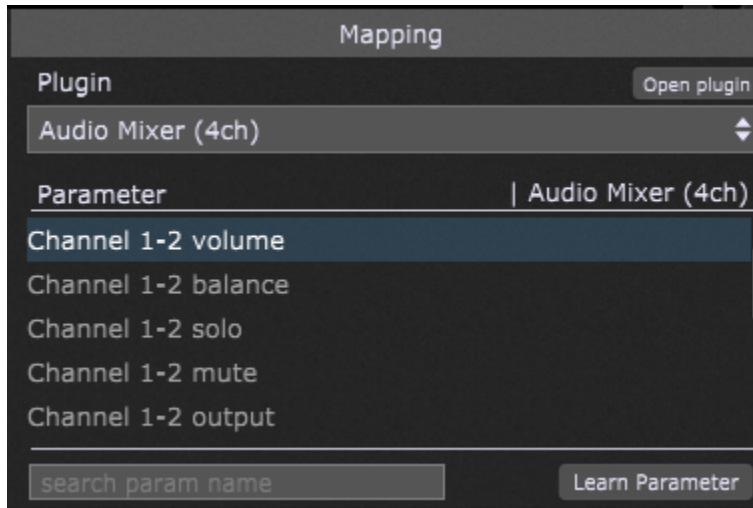 Mapping
Plugin Open plugin
Audio Mixer (4ch)
Parameter | Audio Mixer (4ch)
Channel 1-2 volume
Channel 1-2 balance
Channel 1-2 solo
Channel 1-2 mute
Channel 1-2 output
search param name Learn Parameter